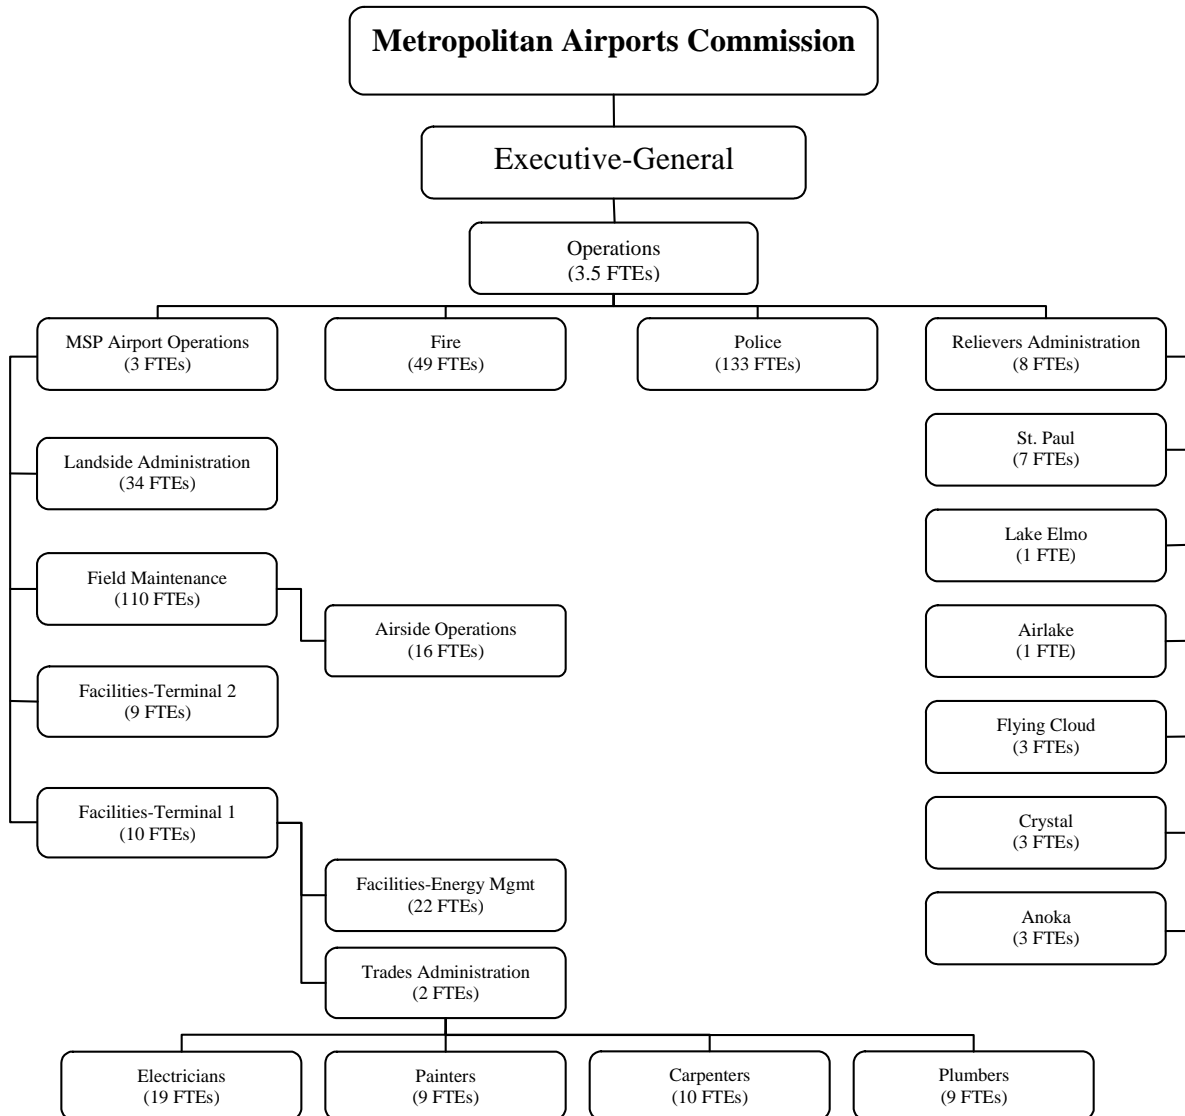 Metropolitan Airports Commission
Executive-General
Operations
(3.5 FTEs)
MSP Airport Operations
(3 FTEs)
Fire
(49 FTEs)
Police
(133 FTEs)
Relievers Administration
(8 FTEs)
St. Paul
(7 FTEs)
Landside Administration
(34 FTEs)
Lake Elmo
(1 FTE)
Field Maintenance
(110 FTEs)
Airside Operations
(16 FTEs)
Airlake
(1 FTE)
Facilities-Terminal 2
(9 FTEs)
Flying Cloud
(3 FTEs)
Facilities-Terminal 1
(10 FTEs)
Crystal
(3 FTEs)
Facilities-Energy Mgmt
(22 FTEs)
Anoka
(3 FTEs)
Trades Administration
(2 FTEs)
Electricians
(19 FTEs)
Painters
(9 FTEs)
Carpenters
(10 FTEs)
Plumbers
(9 FTEs)